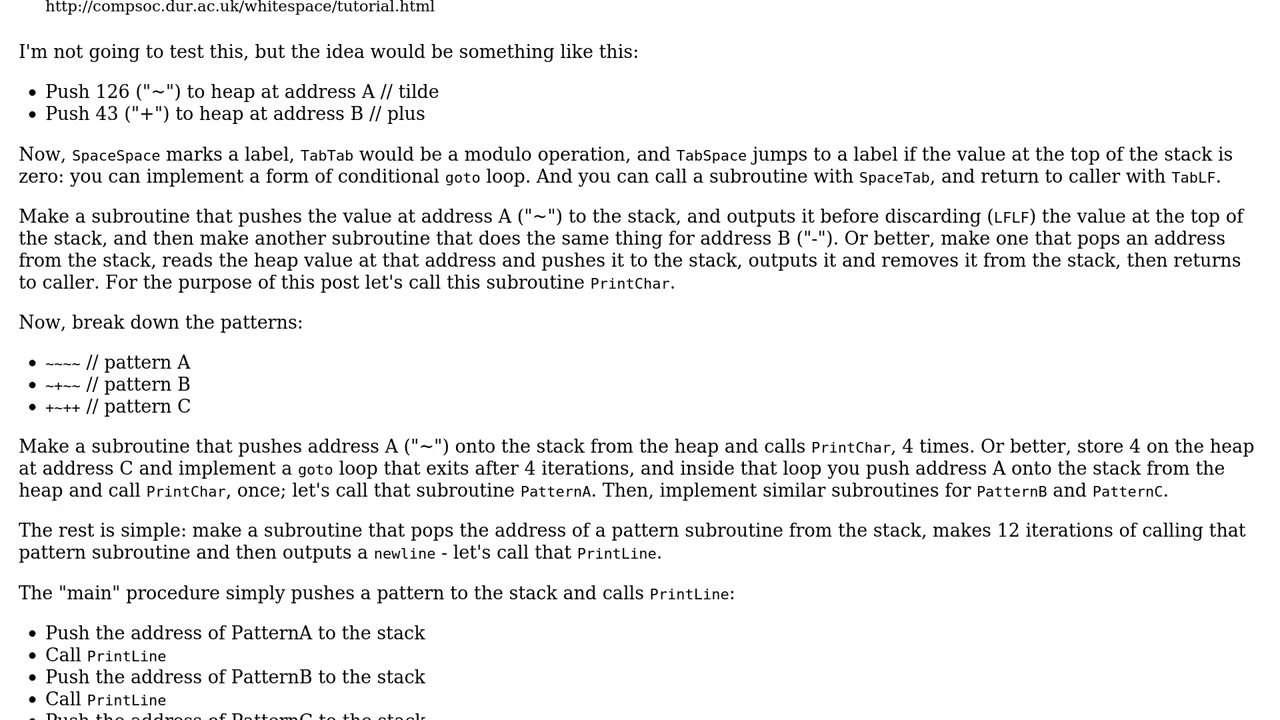 http://compsoc.dur.ac.uk/whitespace/tutorial.html
I'm not going to test this, but the idea would be something like this:
• Push 126 ("~") to heap at address A // tilde
• Push 43 ("+") to heap at address B // plus
Now, SpaceSpace marks a label, TabTab would be a modulo operation, and TabSpace jumps to a label if the value at the top of the stack is
zero: you can implement a form of conditional goto loop. And you can call a subroutine with SpaceTab, and return to caller with TabLF.
Make a subroutine that pushes the value at address A ("~") to the stack, and outputs it before discarding (LFLF) the value at the top of
the stack, and then make another subroutine that does the same thing for address B ("-"). Or better, make one that pops an address
from the stack, reads the heap value at that address and pushes it to the stack, outputs it and removes it from the stack, then returns
to caller. For the purpose of this post let's call this subroutine PrintChar.
Now, break down the patterns:
• ~~~~ // pattern A
• ~+~~ // pattern B
• +~++ // pattern C
Make a subroutine that pushes address A ("~") onto the stack from the heap and calls PrintChar, 4 times. Or better, store 4 on the heap
at address C and implement a goto loop that exits after 4 iterations, and inside that loop you push address A onto the stack from the
heap and call PrintChar, once; let's call that subroutine PatternA. Then, implement similar subroutines for PatternB and PatternC.
The rest is simple: make a subroutine that pops the address of a pattern subroutine from the stack, makes 12 iterations of calling that
pattern subroutine and then outputs a newline - let's call that PrintLine.
The "main" procedure simply pushes a pattern to the stack and calls PrintLine:
• Push the address of PatternA to the stack
• Call PrintLine
• Push the address of PatternB to the stack
• Call PrintLine
• Push the address of PatternC to the stack